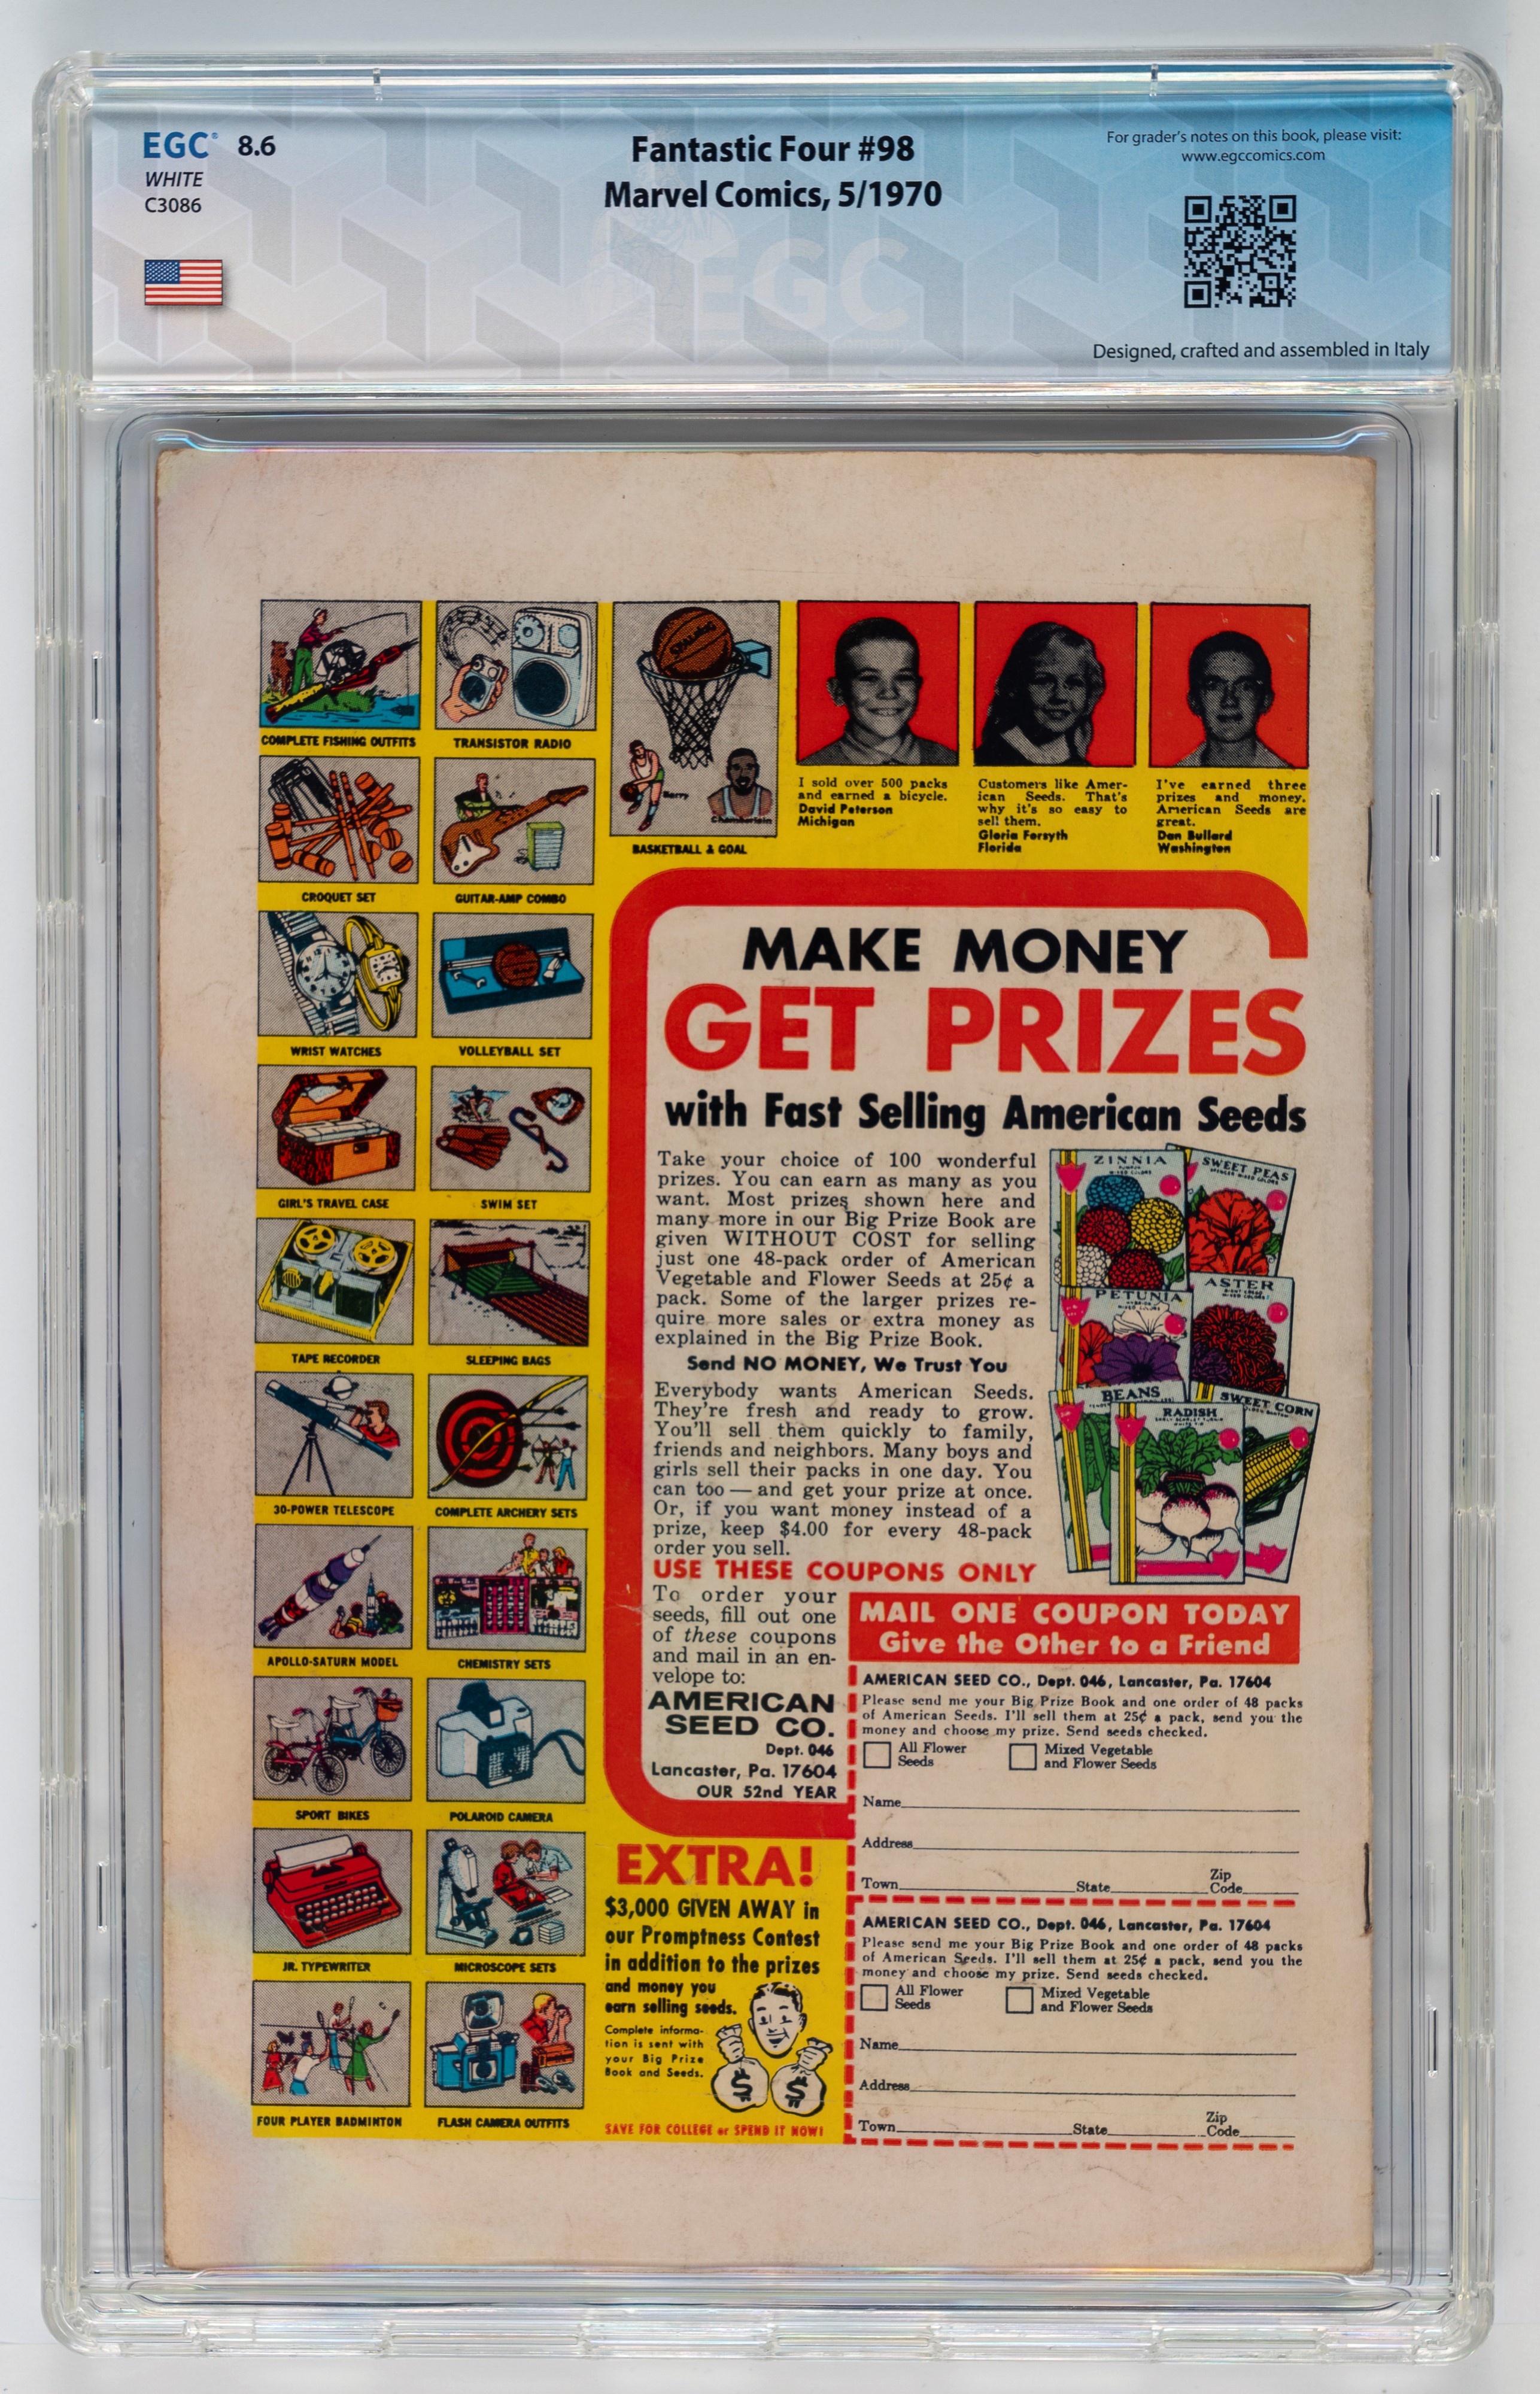 EGC® 8.6
WHITE
C3086
Fantastic Four #98
Marvel Comics, 5/1970
For grader's notes on this book, please visit:
www.egccomics.com
EGC
Designed, crafted and assembled in Italy
COMPLETE FISHING OUTFITS
TRANSISTOR RADIO
SPALDING
Barry
Chamberlain
BASKETBALL & GOAL
I sold over 500 packs
and earned a bicycle.
David Peterson
Michigan
Customers like Amer-
ican Seeds. That's
why it's so easy to
sell them.
Gloria Forsyth
Florida
I've earned three
prizes and money.
American Seeds are
great.
Dan Bullard
Washington
CROQUET SET
GUITAR-AMP COMBO
WRIST WATCHES
VOLLEYBALL SET
GIRL'S TRAVEL CASE
SWIM SET
TAPE RECORDER
SLEEPING BAGS
30-POWER TELESCOPE
COMPLETE ARCHERY SETS
APOLLO-SATURN MODEL
CHEMISTRY SETS
SPORT BIKES
POLAROID CAMERA
JR. TYPEWRITER
MICROSCOPE SETS
FOUR PLAYER BADMINTON
FLASH CAMERA OUTFITS
MAKE MONEY
GET PRIZES
with Fast Selling American Seeds
Take your choice of 100 wonderful
prizes. You can earn as many as you
want. Most prizes shown here and
many more in our Big Prize Book are
given WITHOUT COST for selling
just one 48-pack order of American
Vegetable and Flower Seeds at 25¢ a
pack. Some of the larger prizes re-
quire more sales or extra money as
explained in the Big Prize Book.
Send NO MONEY, We Trust You
Everybody wants American Seeds.
They're fresh and ready to grow.
You'll sell them quickly to family,
friends and neighbors. Many boys and
girls sell their packs in one day. You
can too — and get your prize at once.
Or, if you want money instead of a
prize, keep $4.00 for every 48-pack
order you sell.
USE THESE COUPONS ONLY
To order your
seeds, fill out one
of these coupons
and mail in an en-
velope to:
AMERICAN
SEED CO.
Dept. 046
Lancaster, Pa. 17604
OUR 52nd YEAR
ZINNIA
MIXED COLORS
SWEET PEAS
SPENCER MIXED COLORS
PETUNIA
MIXED COLORS
ASTER
MIXED COLORS
BEANS
RADISH
SWEET CORN
MAIL ONE COUPON TODAY
Give the Other to a Friend
AMERICAN SEED CO., Dept. 046, Lancaster, Pa. 17604
Please send me your Big Prize Book and one order of 48 packs
of American Seeds. I'll sell them at 25¢ a pack, send you the
money and choose my prize. Send seeds checked.
All Flower
Seeds
Mixed Vegetable
and Flower Seeds
Name
Address
Town State Zip
Code
AMERICAN SEED CO., Dept. 046, Lancaster, Pa. 17604
Please send me your Big Prize Book and one order of 48 packs
of American Seeds. I'll sell them at 25¢ a pack, send you the
money and choose my prize. Send seeds checked.
All Flower
Seeds
Mixed Vegetable
and Flower Seeds
Name
Address
Town State Zip
Code
EXTRA!
$3,000 GIVEN AWAY in
our Promptness Contest
in addition to the prizes
and money you
earn selling seeds.
Complete informa-
tion is sent with
your Big Prize
Book and Seeds.
$ $
SAVE FOR COLLEGE or SPEND IT NOW!